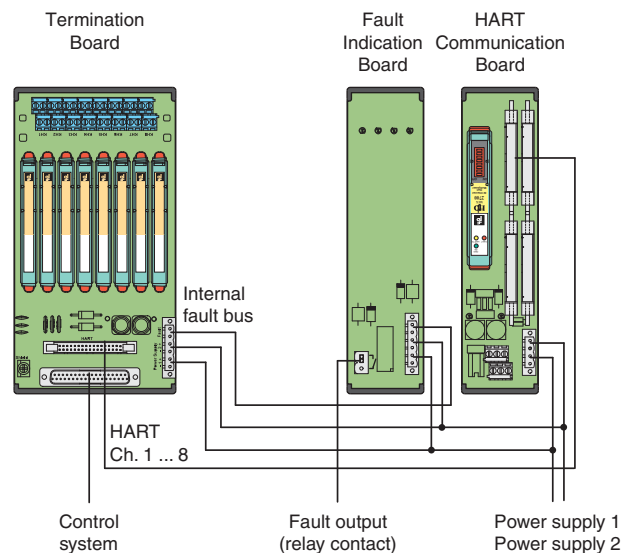 Termination
Board
Fault
Indication
Board
HART
Communication
Board
Internal
fault bus
HART
HART
Ch. 1 ... 8
Control
system
Fault output
(relay contact)
Power supply 1
Power supply 2